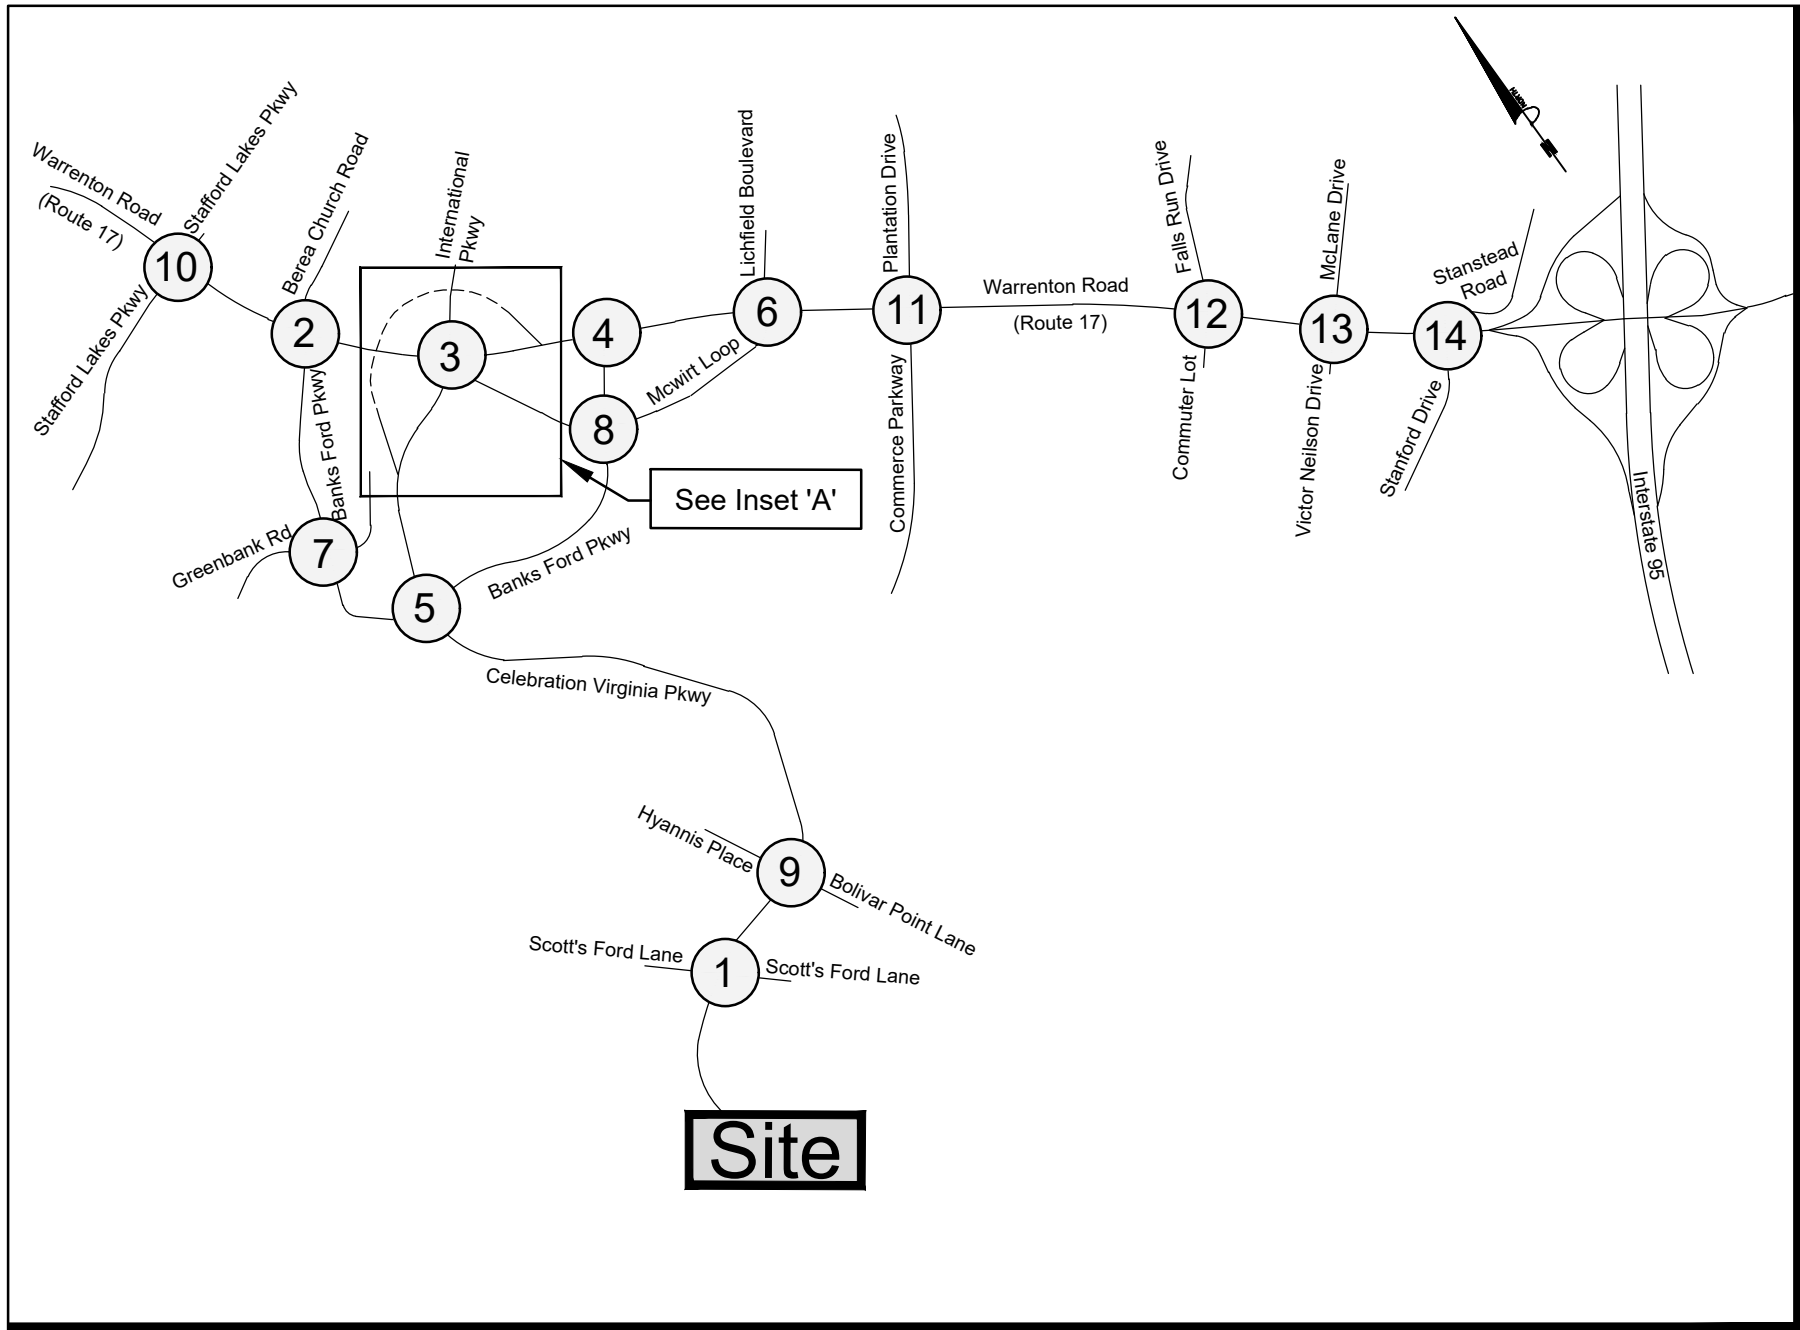 Warrenton Road
(Route 17)
Stafford Lakes Pkwy
10
Stafford Lakes Pkwy
Berea Church Road
2
Banks Ford Pkwy
International
Pkwy
3
4
Lichfield Boulevard
6
Mcwirt Loop
8
See Inset 'A'
Plantation Drive
11
Commerce Parkway
Warrenton Road
(Route 17)
Falls Run Drive
12
Commuter Lot
McLane Drive
13
Victor Neilson Drive
Stanstead
Road
14
Stanford Drive
NORTH
Interstate 95
Greenbank Rd
7
5
Banks Ford Pkwy
Celebration Virginia Pkwy
Hyannis Place
9
Bolivar Point Lane
Scott's Ford Lane
1
Scott's Ford Lane
Site